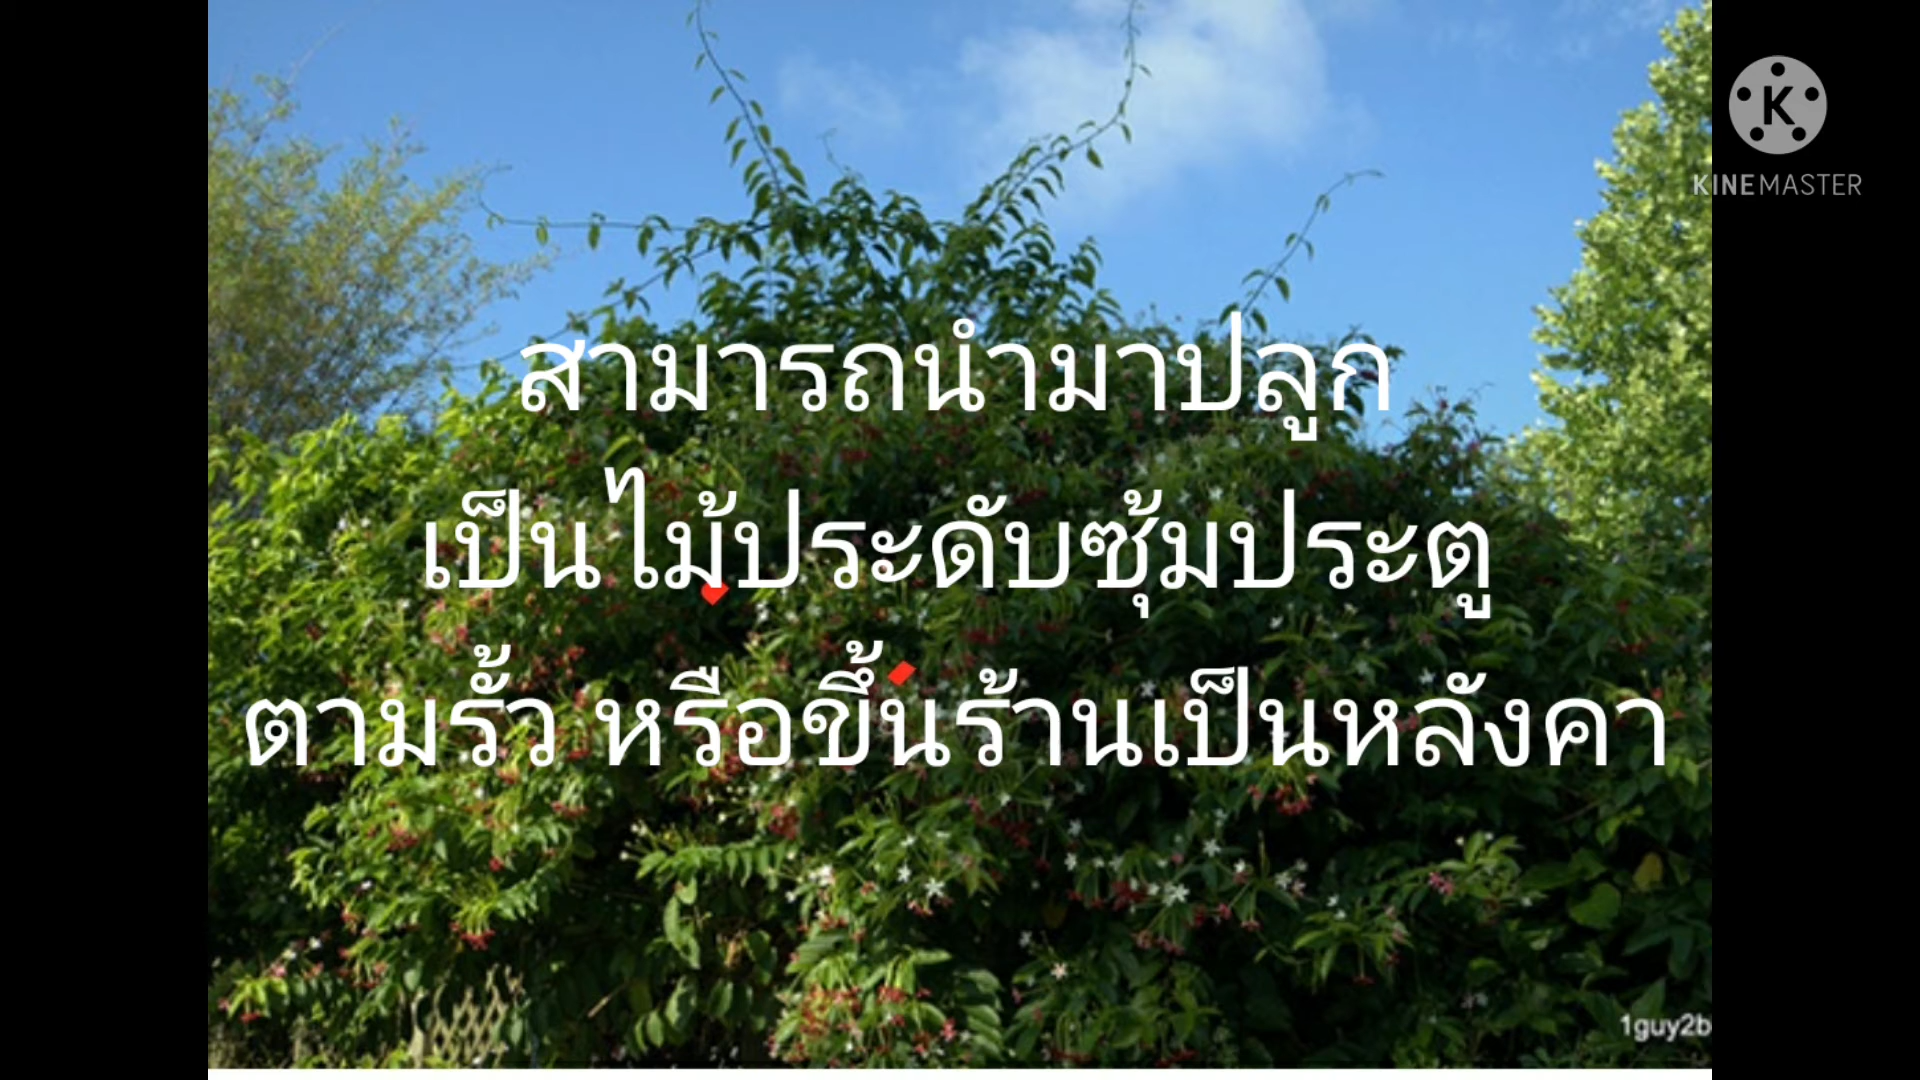 KINEMASTER
สามารถนำมาปลูก
เป็นไม้ประดับซุ้มประตู
ตามรั้ว หรือขึ้นร้านเป็นหลังคา
1guy2b